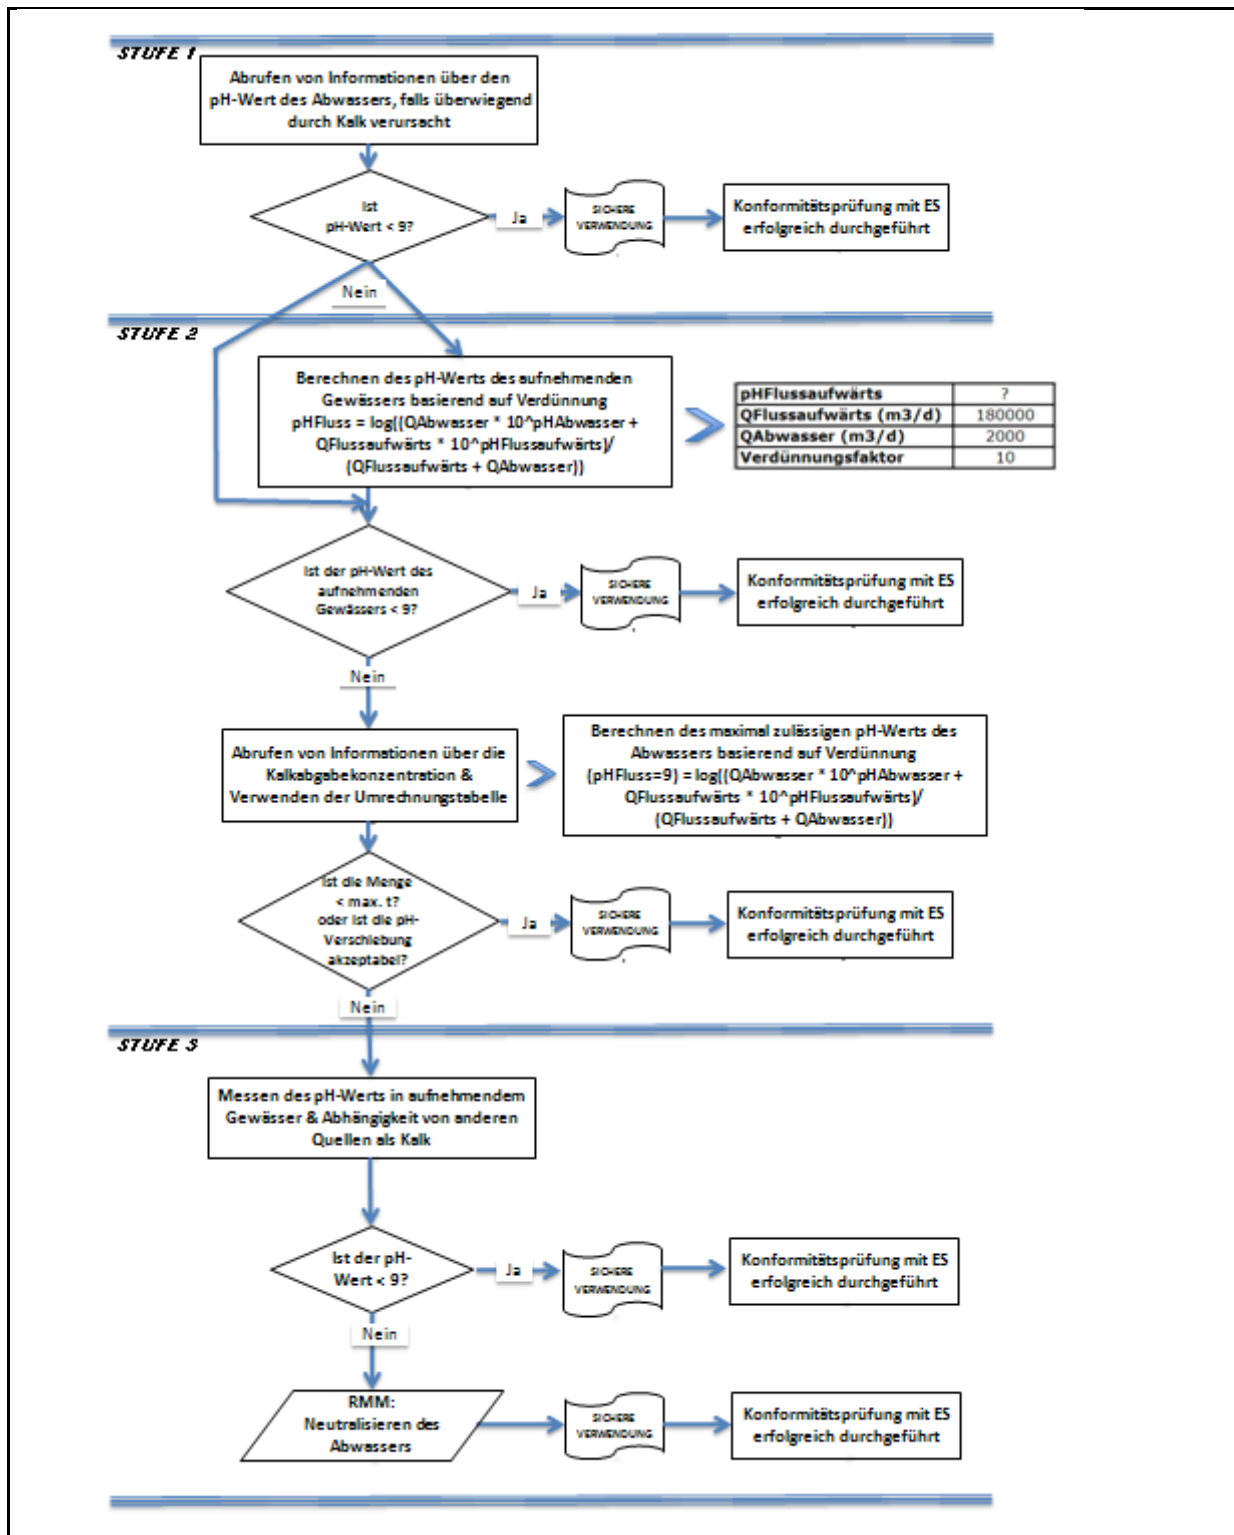 STUFE 1
Abrufen von Informationen über den
pH-Wert des Abwassers, falls überwiegend
durch Kalk verursacht
Ist
pH-Wert < 9?
Ja
SICHERE
VERWENDUNG
Konformitätsprüfung mit ES
erfolgreich durchgeführt
Nein
STUFE 2
Berechnen des pH-Werts des aufnehmenden
Gewässers basierend auf Verdünnung
pHFluss = log((QAbwasser * 10^pHAbwasser +
QFlussaufwärts * 10^pHFlussaufwärts)/
(QFlussaufwärts + QAbwasser))
pHFlussaufwärts ?
QFlussaufwärts (m3/d) 180000
QAbwasser (m3/d) 2000
Verdünnungsfaktor 10
Ist der pH-Wert des
aufnehmenden
Gewässers < 9?
Ja
SICHERE
VERWENDUNG
Konformitätsprüfung mit ES
erfolgreich durchgeführt
Nein
Abrufen von Informationen über die
Kalkabgabekonzentration &
Verwenden der Umrechnungstabelle
Berechnen des maximal zulässigen pH-Werts des
Abwassers basierend auf Verdünnung
(pHFluss=9) = log((QAbwasser * 10^pHAbwasser +
QFlussaufwärts * 10^pHFlussaufwärts)/
(QFlussaufwärts + QAbwasser))
Ist die Menge
< max. t?
oder ist die pH-
Verschiebung
akzeptabel?
Ja
SICHERE
VERWENDUNG
Konformitätsprüfung mit ES
erfolgreich durchgeführt
Nein
STUFE 3
Messen des pH-Werts in aufnehmendem
Gewässer & Abhängigkeit von anderen
Quellen als Kalk
Ist der pH-
Wert < 9?
Ja
SICHERE
VERWENDUNG
Konformitätsprüfung mit ES
erfolgreich durchgeführt
Nein
RMM:
Neutralisieren des
Abwassers
SICHERE
VERWENDUNG
Konformitätsprüfung mit ES
erfolgreich durchgeführt